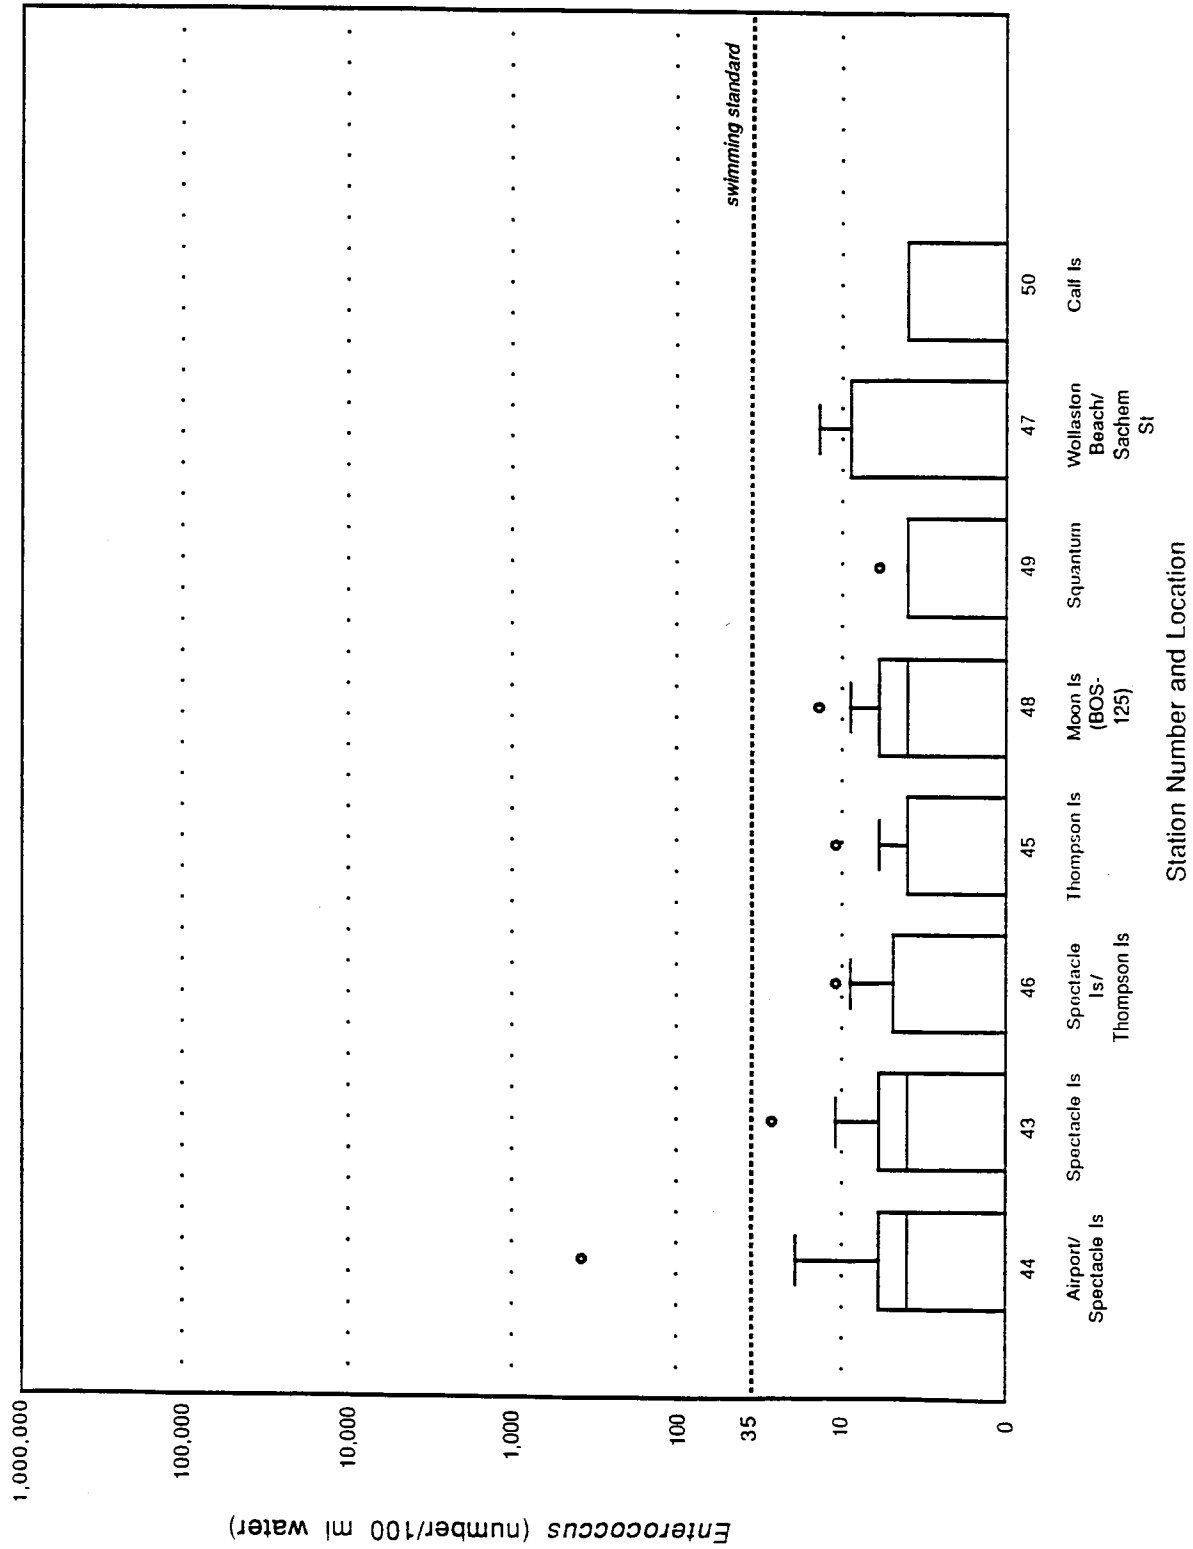 Enterococcus (number/100 ml water)
1,000,000
100,000
10,000
1,000
100
35
10
0
swimming standard
44
43
46
45
48
49
47
50
Airport/
Spectacle Is
Spectacle Is
Spectacle
Is/
Thompson Is
Thompson Is
Moon Is
(BOS-
125)
Squantum
Wollaston
Beach/
Sachem
St
Calf Is
Station Number and Location